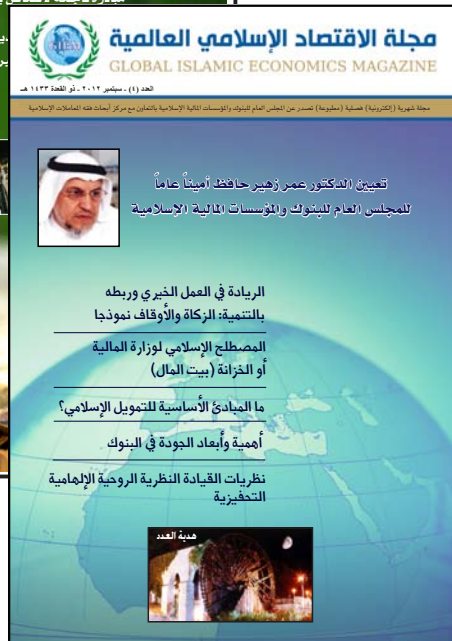 مجلة الاقتصاد الإسلامي العالمية
GLOBAL ISLAMIC ECONOMICS MAGAZINE
GIEM
العدد (٤) - سبتمبر ٢٠١٢ - ذو القعدة ١٤٣٣ هـ
مجلة شهرية (إلكترونية) فصلية (مطبوعة) تصدر عن المجلس العام للبنوك والمؤسسات المالية الإسلامية بالتعاون مع مركز أبحاث فقه المعاملات الإسلامية
تعيين الدكتور عمر زهير حافظ أميناً عاماً
للمجلس العام للبنوك والمؤسسات المالية الإسلامية
الريادة في العمل الخيري وربطه
بالتنمية: الزكاة والأوقاف نموذجا
المصطلح الإسلامي لوزارة المالية
أو الخزانة (بيت المال)
ما المبادئ الأساسية للتمويل الإسلامي؟
أهمية وأبعاد الجودة في البنوك
نظريات القيادة النظرية الروحية الإلهامية
التحفيزية
هدية العدد